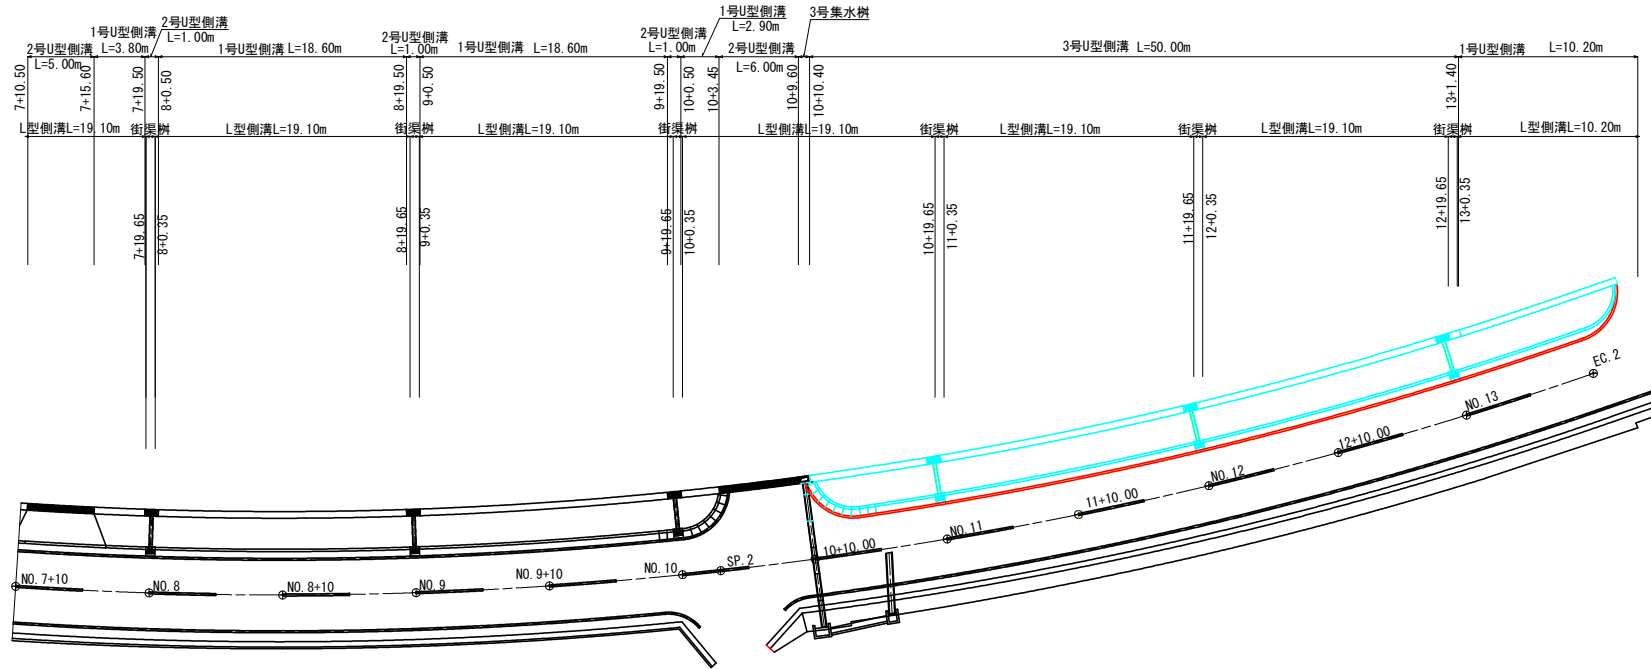 1号U型側溝
L=3.80m
2号U型側溝
L=1.00m
2号U型側溝
L=5.00m
1号U型側溝 L=18.60m
2号U型側溝
L=1.00m
1号U型側溝 L=18.60m
2号U型側溝
L=1.00m
1号U型側溝
L=2.90m
2号U型側溝
L=6.00m
3号集水桝
3号U型側溝 L=50.00m
1号U型側溝 L=10.20m
7+10.50
7+15.60
7+19.50
8+0.50
8+19.50
9+0.50
9+19.50
10+0.50
10+3.45
10+9.60
10+10.40
13+1.40
L型側溝L=19.10m
街渠桝
L型側溝L=19.10m
街渠桝
L型側溝L=19.10m
街渠桝
L型側溝L=19.10m
街渠桝
L型側溝L=19.10m
街渠桝
L型側溝L=19.10m
街渠桝
L型側溝L=10.20m
7+19.65
8+0.35
8+19.65
9+0.35
9+19.65
10+0.35
10+19.65
11+0.35
11+19.65
12+0.35
12+19.65
13+0.35
NO.7+10
NO.8
NO.8+10
NO.9
NO.9+10
NO.10
SP.2
10+10.00
NO.11
11+10.00
NO.12
12+10.00
NO.13
EC.2